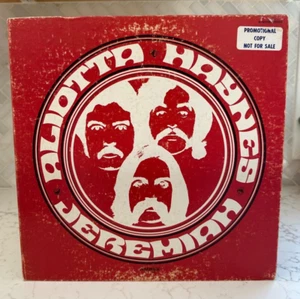 PROMOTIONAL
COPY
NOT FOR SALE
ALIOTTA · HAYNES · JEREMIAH ·